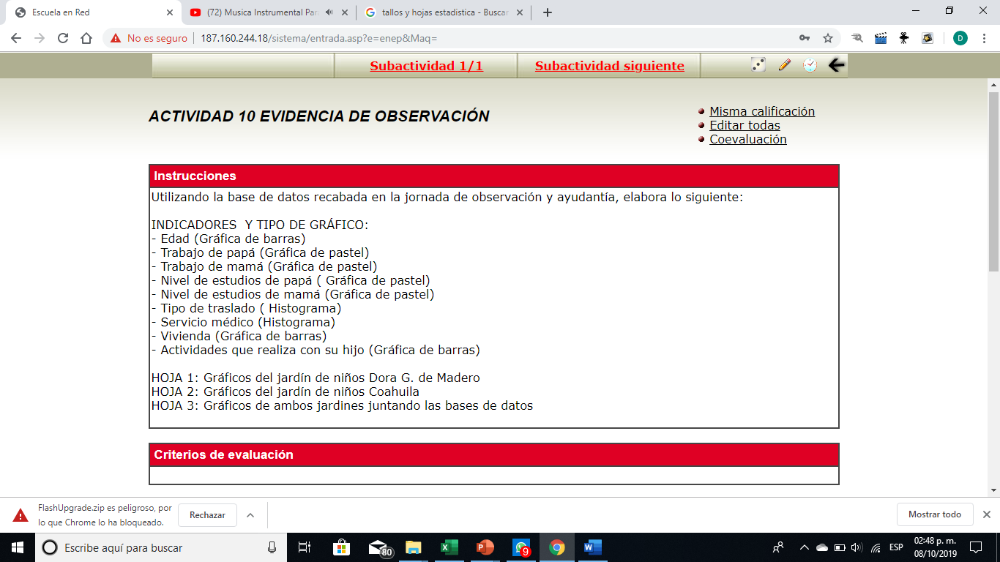 Escuela en Red
(72) Musica Instrumental Par
tallos y hojas estadistica - Buscar
No es seguro
187.160.244.18/sistema/entrada.asp?e=enep&Maq=
D
Subactividad 1/1
Subactividad siguiente
ACTIVIDAD 10 EVIDENCIA DE OBSERVACIÓN
Misma calificación
Editar todas
Coevaluación
Instrucciones
Utilizando la base de datos recabada en la jornada de observación y ayudantía, elabora lo siguiente:
INDICADORES  Y TIPO DE GRÁFICO:
- Edad (Gráfica de barras)
- Trabajo de papá (Gráfica de pastel)
- Trabajo de mamá (Gráfica de pastel)
- Nivel de estudios de papá ( Gráfica de pastel)
- Nivel de estudios de mamá (Gráfica de pastel)
- Tipo de traslado ( Histograma)
- Servicio médico (Histograma)
- Vivienda (Gráfica de barras)
- Actividades que realiza con su hijo (Gráfica de barras)
HOJA 1: Gráficos del jardín de niños Dora G. de Madero
HOJA 2: Gráficos del jardín de niños Coahuila
HOJA 3: Gráficos de ambos jardines juntando las bases de datos
Criterios de evaluación
FlashUpgrade.zip es peligroso, por
lo que Chrome lo ha bloqueado.
Rechazar
Mostrar todo
Escribe aquí para buscar
80
9
ESP
02:48 p. m.
08/10/2019